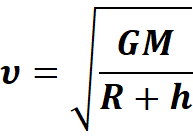 υ = √(GM / (R + h))